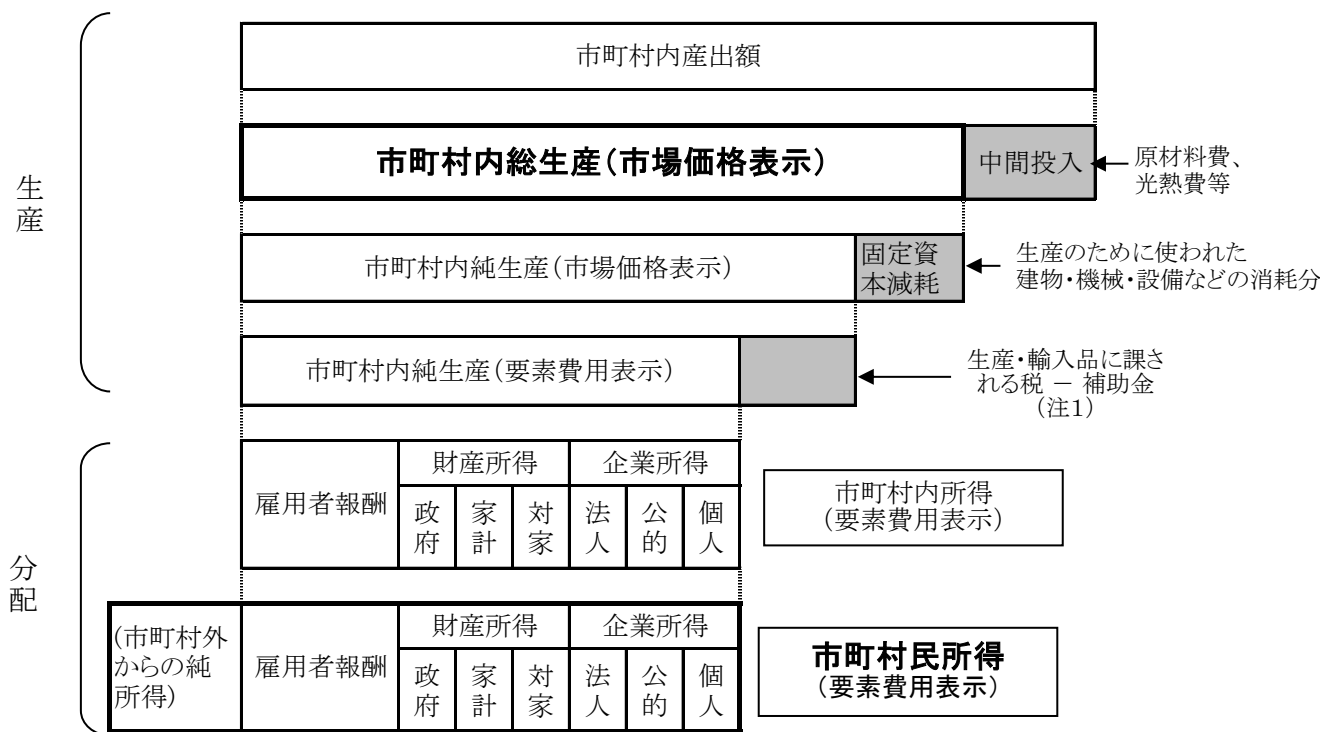 市町村内産出額
市町村内総生産(市場価格表示)
中間投入
原材料費、
光熱費等
生産
市町村内純生産(市場価格表示)
固定資
本減耗
生産のために使われた
建物・機械・設備などの消耗分
市町村内純生産(要素費用表示)
生産・輸入品に課さ
れる税 － 補助金
(注1)
分配
雇用者報酬
財産所得
企業所得
政府
家計
対家
法人
公的
個人
市町村内所得
(要素費用表示)
(市町村外
からの純
所得)
雇用者報酬
財産所得
企業所得
政府
家計
対家
法人
公的
個人
市町村民所得
(要素費用表示)